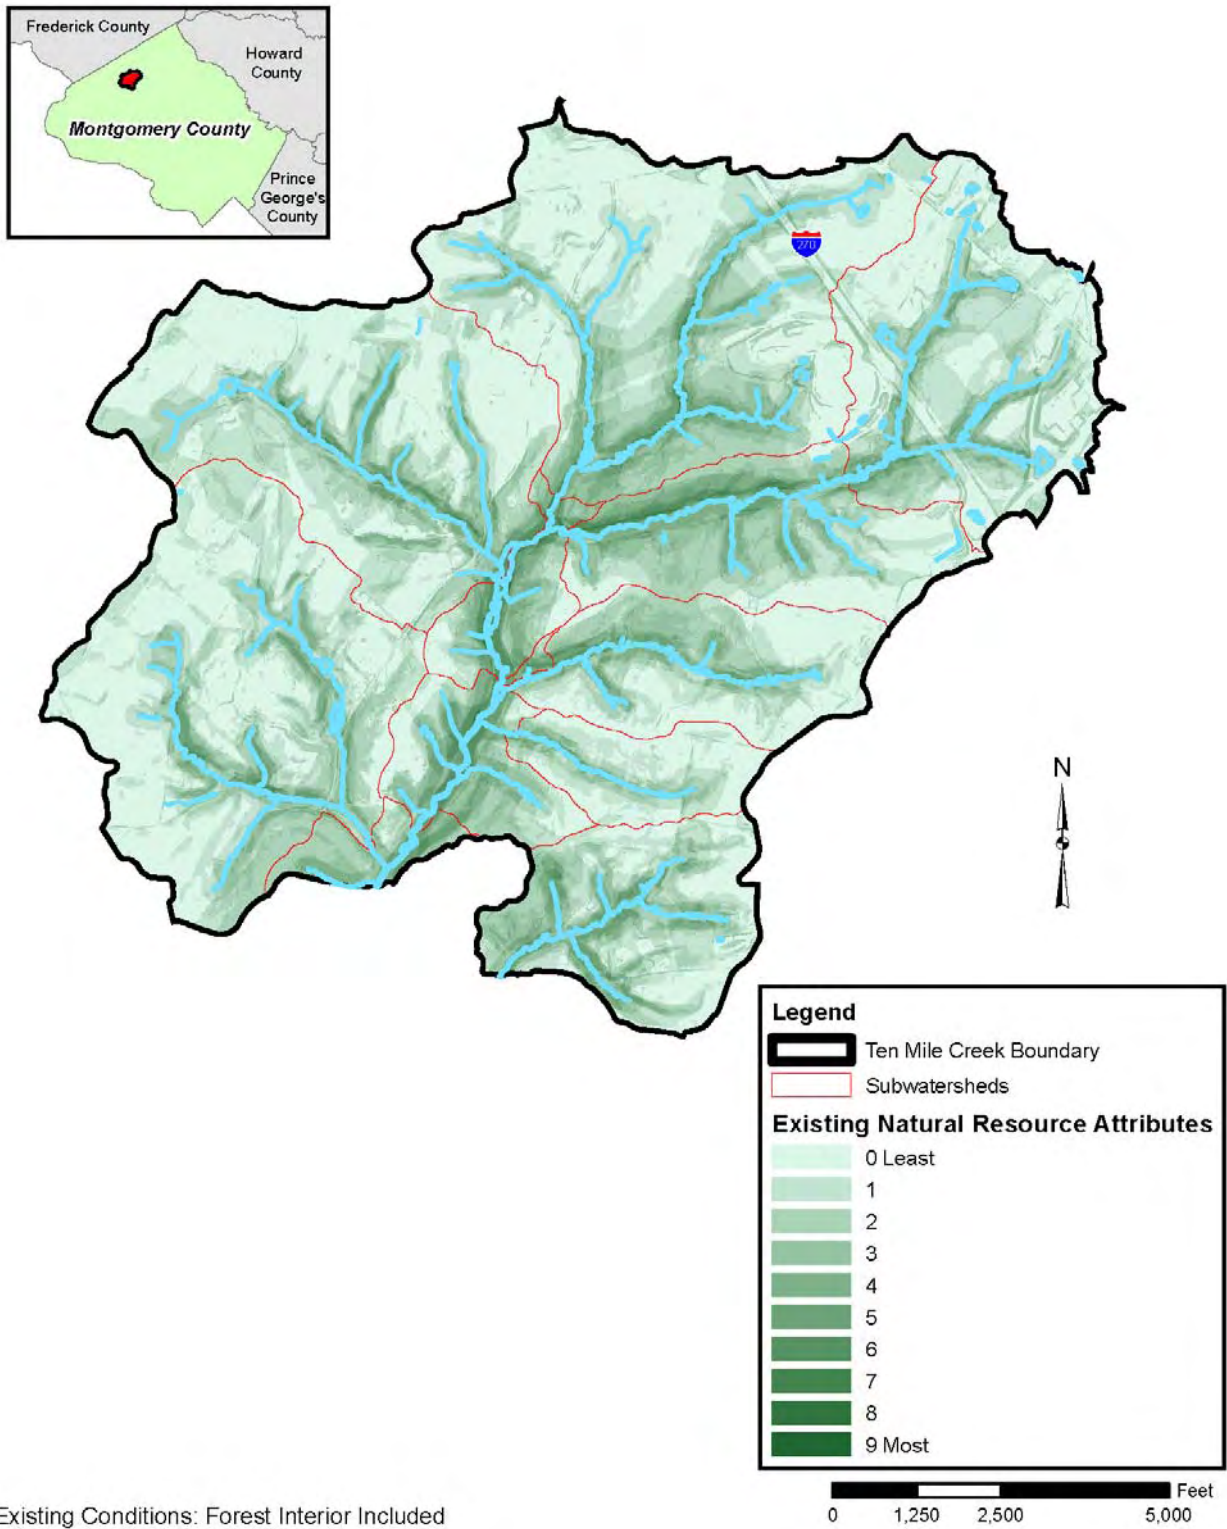 Frederick County
Howard
County
Montgomery County
Prince
George's
County
270
N
Legend
Ten Mile Creek Boundary
Subwatersheds
Existing Natural Resource Attributes
0 Least
1
2
3
4
5
6
7
8
9 Most
Feet
0 1,250 2,500 5,000
Existing Conditions: Forest Interior Included